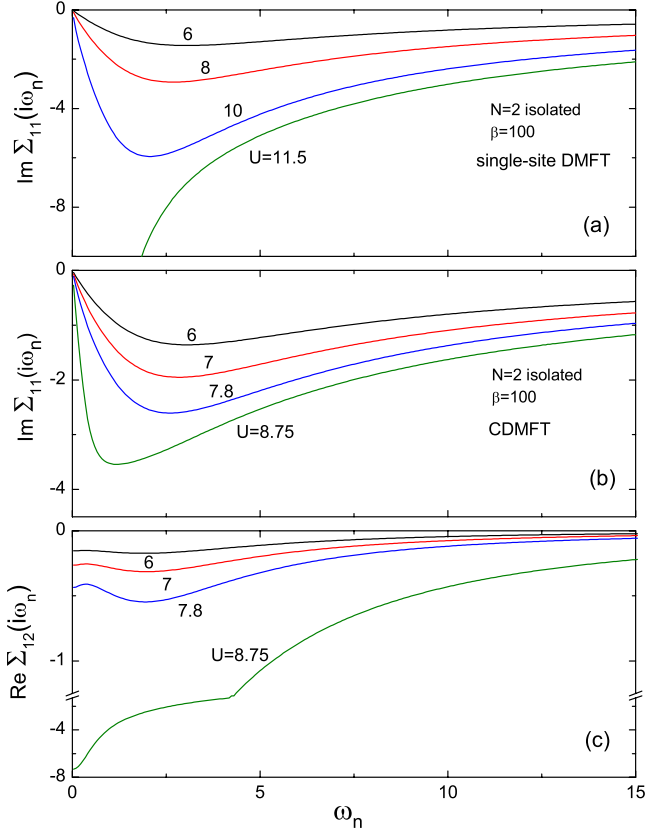 0
-4
-8
Im Σ11(iωn)
6
8
10
U=11.5
N=2 isolated
β=100
single-site DMFT
(a)
0
-2
-4
Im Σ11(iωn)
6
7
7.8
U=8.75
N=2 isolated
β=100
CDMFT
(b)
0
-1
-4
-8
Re Σ12(iωn)
6
7
7.8
U=8.75
(c)
0 5 10 15
ωn